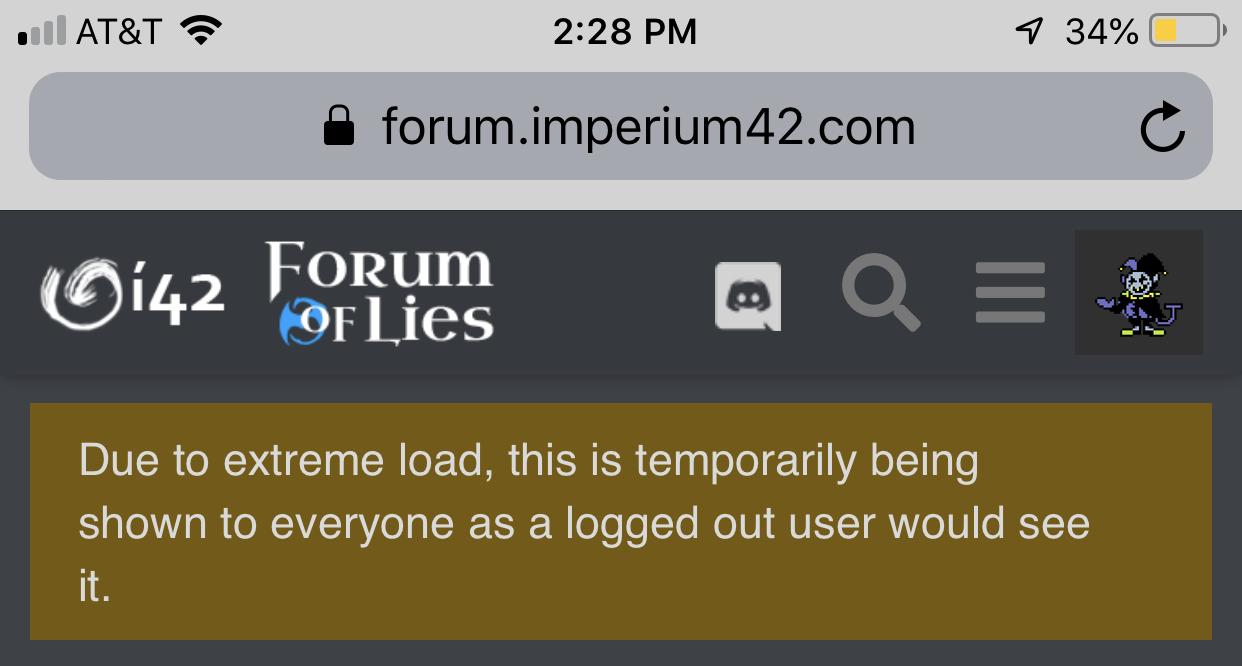 AT&T 2:28 PM 34%
forum.imperium42.com
i42 Forum
of Lies
Due to extreme load, this is temporarily being
shown to everyone as a logged out user would see
it.